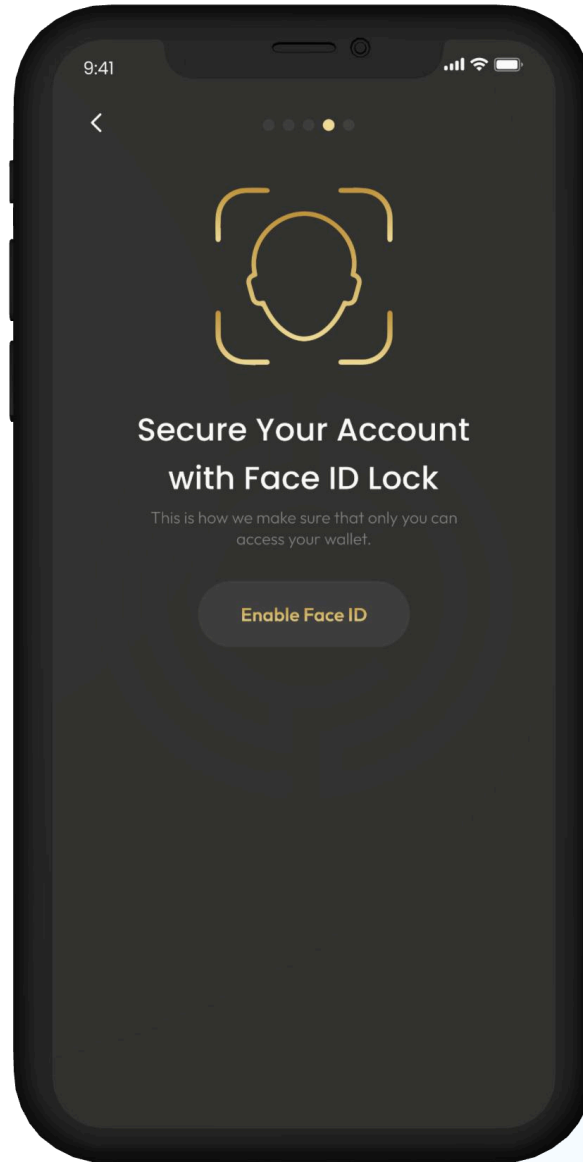 9:41
Secure Your Account
with Face ID Lock
This is how we make sure that only you can
access your wallet.
Enable Face ID